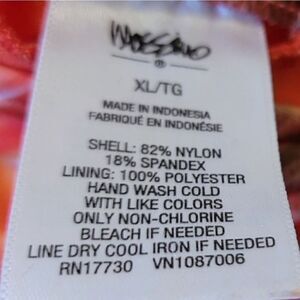 Mossimo
®
XL/TG
MADE IN INDONESIA
FABRIQUÉ EN INDONÉSIE
SHELL: 82% NYLON
18% SPANDEX
LINING: 100% POLYESTER
HAND WASH COLD
WITH LIKE COLORS
ONLY NON-CHLORINE
BLEACH IF NEEDED
LINE DRY COOL IRON IF NEEDED
RN17730 VN1087006